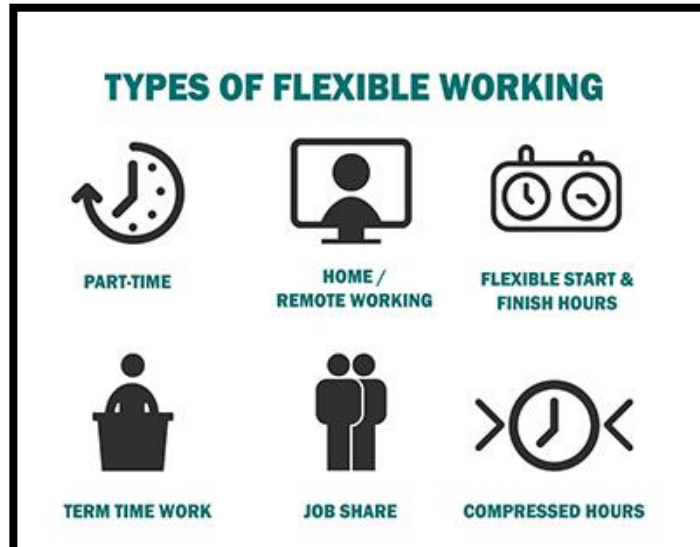 TYPES OF FLEXIBLE WORKING
PART-TIME
HOME /
REMOTE WORKING
FLEXIBLE START &
FINISH HOURS
TERM TIME WORK
JOB SHARE
COMPRESSED HOURS